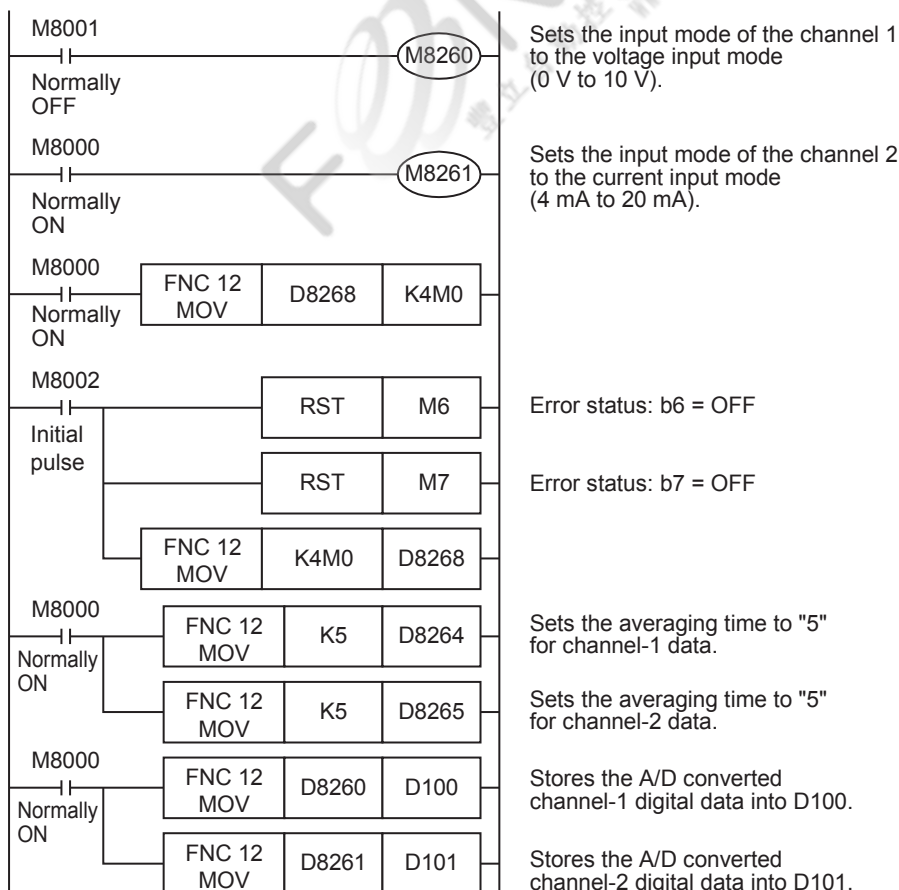 M8001
Normally
OFF
M8260
Sets the input mode of the channel 1
to the voltage input mode
(0 V to 10 V).
M8000
Normally
ON
M8261
Sets the input mode of the channel 2
to the current input mode
(4 mA to 20 mA).
M8000
Normally
ON
FNC 12
MOV
D8268
K4M0
M8002
Initial
pulse
RST
M6
Error status: b6 = OFF
RST
M7
Error status: b7 = OFF
FNC 12
MOV
K4M0
D8268
M8000
Normally
ON
FNC 12
MOV
K5
D8264
Sets the averaging time to "5"
for channel-1 data.
FNC 12
MOV
K5
D8265
Sets the averaging time to "5"
for channel-2 data.
M8000
Normally
ON
FNC 12
MOV
D8260
D100
Stores the A/D converted
channel-1 digital data into D100.
FNC 12
MOV
D8261
D101
Stores the A/D converted
channel-2 digital data into D101.